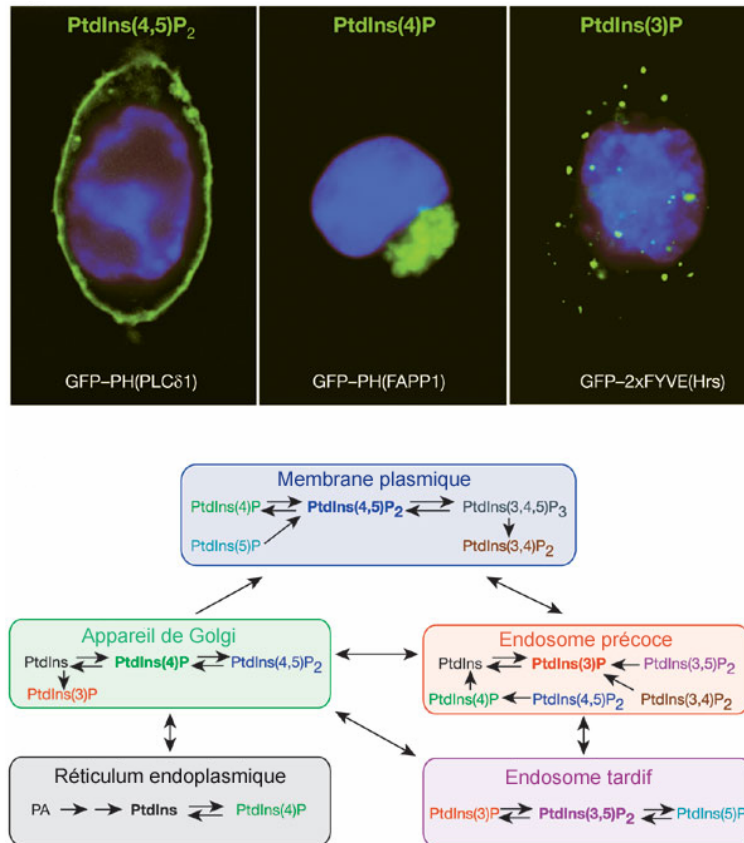 PtdIns(4,5)P₂ PtdIns(4)P PtdIns(3)P
GFP–PH(PLCδ1) GFP–PH(FAPP1) GFP–2xFYVE(Hrs)
Membrane plasmique
PtdIns(4)P PtdIns(4,5)P₂ PtdIns(3,4,5)P₃
PtdIns(5)P PtdIns(3,4)P₂
Appareil de Golgi
PtdIns PtdIns(4)P PtdIns(4,5)P₂
PtdIns(3)P
Endosome précoce
PtdIns PtdIns(3)P PtdIns(3,5)P₂
PtdIns(4)P PtdIns(4,5)P₂ PtdIns(3,4)P₂
Réticulum endoplasmique
PA PtdIns PtdIns(4)P
Endosome tardif
PtdIns(3)P PtdIns(3,5)P₂ PtdIns(5)P